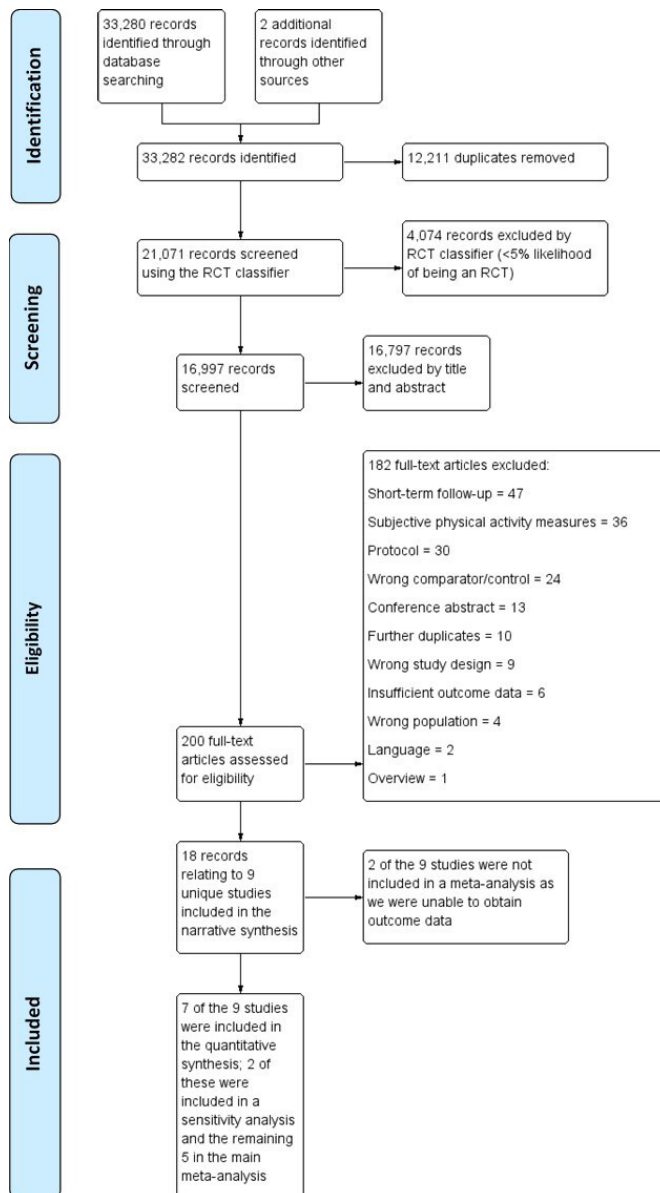 Identification
33,280 records
identified through
database
searching
2 additional
records identified
through other
sources
33,282 records identified
12,211 duplicates removed
Screening
21,071 records screened
using the RCT classifier
4,074 records excluded by
RCT classifier (<5% likelihood
of being an RCT)
16,997 records
screened
16,797 records
excluded by title
and abstract
Eligibility
182 full-text articles excluded:
Short-term follow-up = 47
Subjective physical activity measures = 36
Protocol = 30
Wrong comparator/control = 24
Conference abstract = 13
Further duplicates = 10
Wrong study design = 9
Insufficient outcome data = 6
Wrong population = 4
Language = 2
Overview = 1
200 full-text
articles assessed
for eligibility
Included
18 records
relating to 9
unique studies
included in the
narrative synthesis
2 of the 9 studies were not
included in a meta-analysis as
we were unable to obtain
outcome data
7 of the 9 studies
were included in
the quantitative
synthesis; 2 of
these were
included in a
sensitivity analysis
and the remaining
5 in the main
meta-analysis